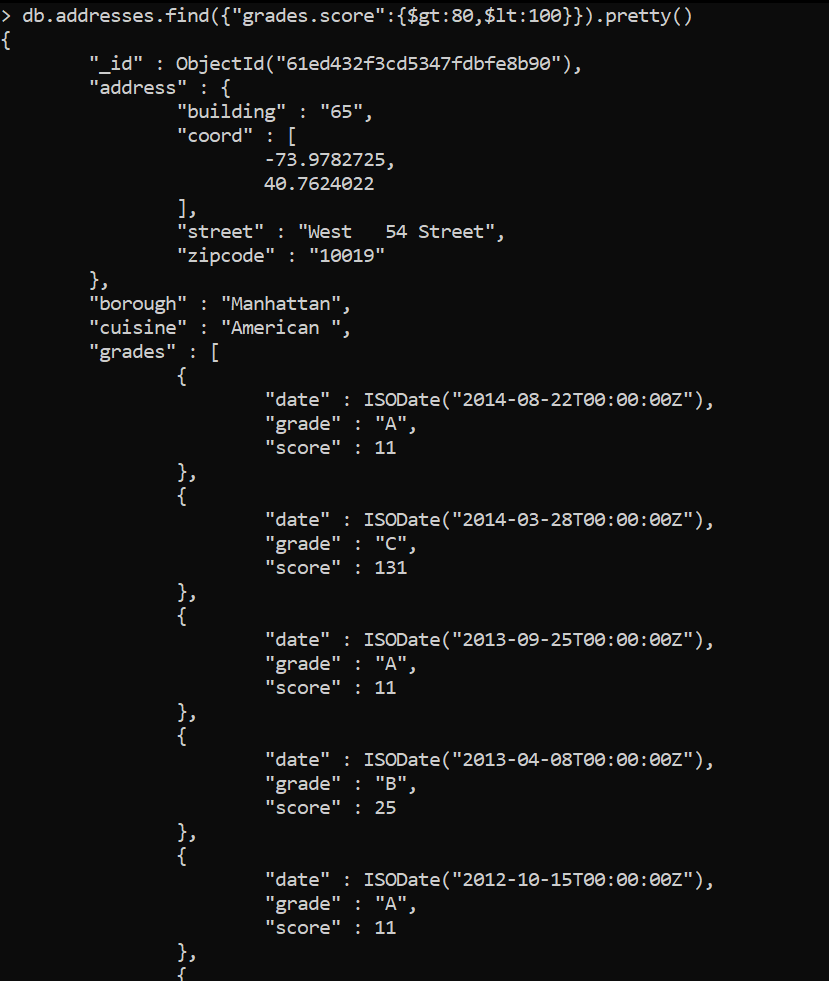 > db.addresses.find({"grades.score":{$gt:80,$lt:100}}).pretty()
{
        "_id" : ObjectId("61ed432f3cd5347fdbfe8b90"),
        "address" : {
                "building" : "65",
                "coord" : [
                        -73.9782725,
                        40.7624022
                ],
                "street" : "West   54 Street",
                "zipcode" : "10019"
        },
        "borough" : "Manhattan",
        "cuisine" : "American ",
        "grades" : [
                {
                        "date" : ISODate("2014-08-22T00:00:00Z"),
                        "grade" : "A",
                        "score" : 11
                },
                {
                        "date" : ISODate("2014-03-28T00:00:00Z"),
                        "grade" : "C",
                        "score" : 131
                },
                {
                        "date" : ISODate("2013-09-25T00:00:00Z"),
                        "grade" : "A",
                        "score" : 11
                },
                {
                        "date" : ISODate("2013-04-08T00:00:00Z"),
                        "grade" : "B",
                        "score" : 25
                },
                {
                        "date" : ISODate("2012-10-15T00:00:00Z"),
                        "grade" : "A",
                        "score" : 11
                },
                {